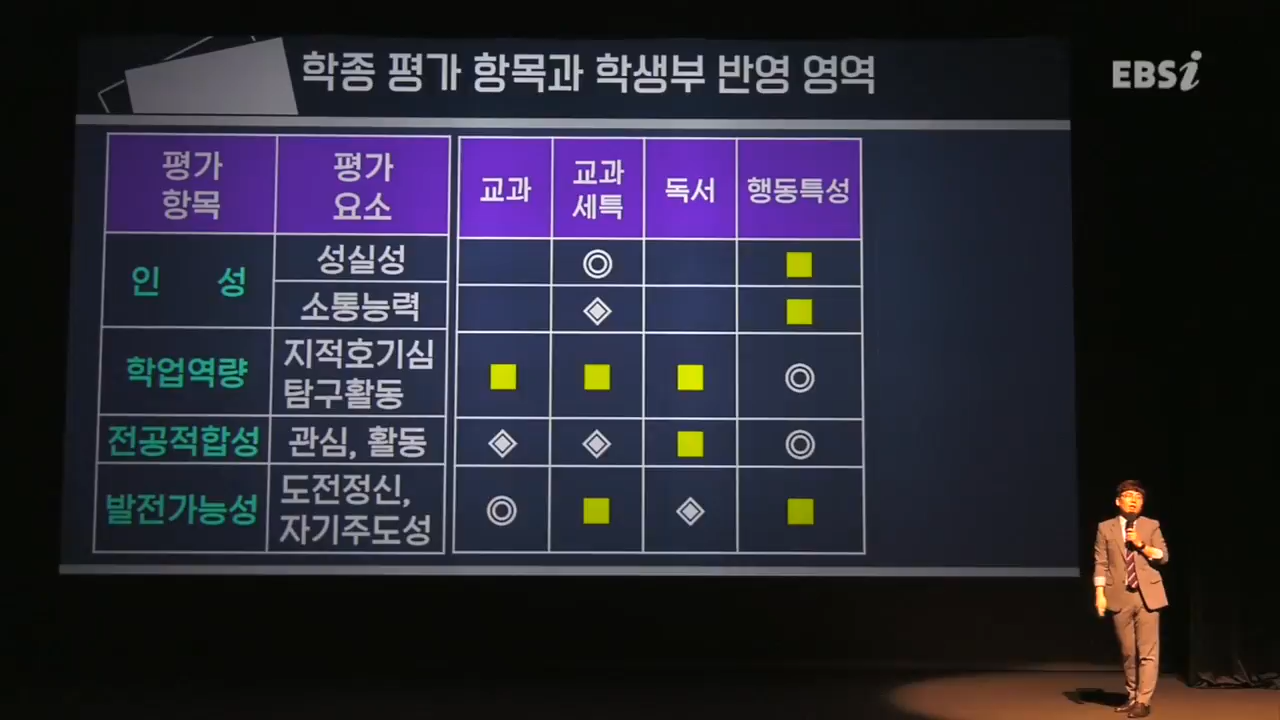 학종 평가 항목과 학생부 반영 영역
EBSi
평가
항목
평가
요소
교과
교과
세특
독서
행동특성
인 성
성실성
소통능력
학업역량
지적호기심
탐구활동
전공적합성
관심, 활동
발전가능성
도전정신,
자기주도성